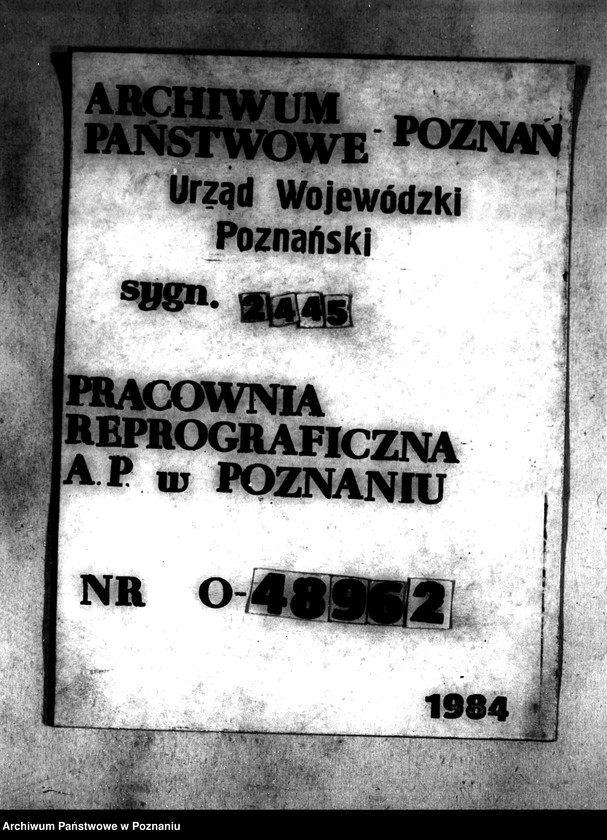 ARCHIWUM
PAŃSTWOWE - POZNAŃ
Urząd Wojewódzki
Poznański
sygn. 2445
PRACOWNIA
REPROGRAFICZNA
A.P. w POZNANIU
NR O-48962
1984
Archiwum Państwowe w Poznaniu